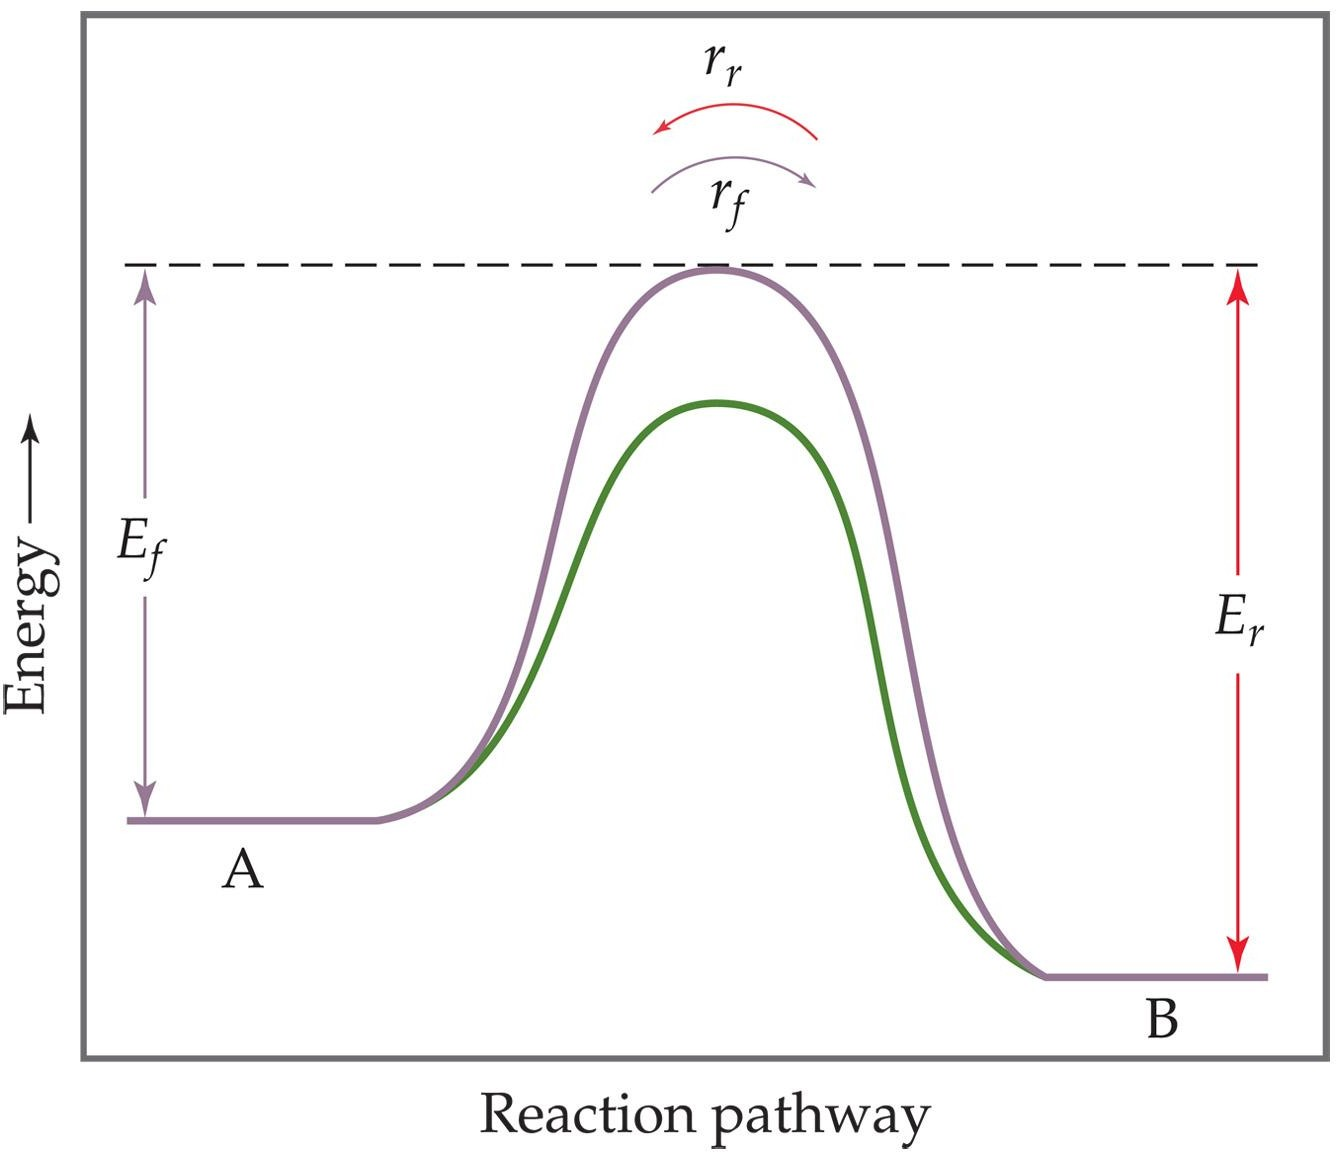 r_r
r_f
E_f
Energy
E_r
A
B
Reaction pathway